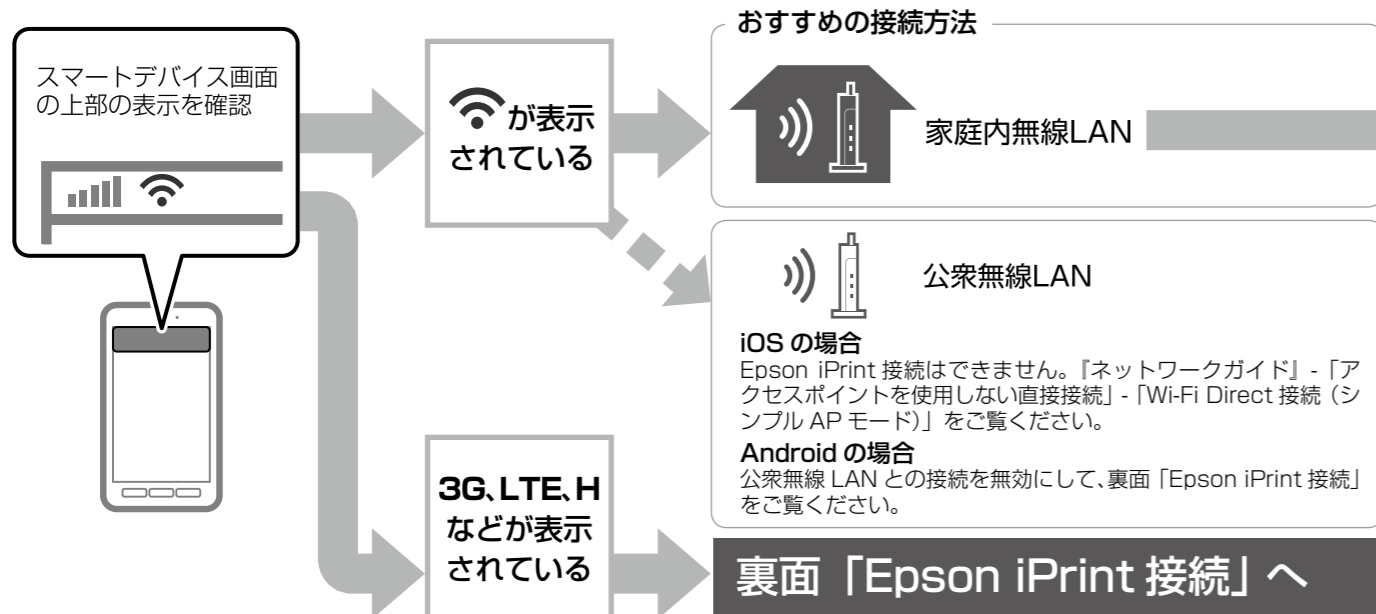 スマートデバイス画面
の上部の表示を確認
が表示
されている
おすすめの接続方法
家庭内無線LAN
公衆無線LAN
iOS の場合
Epson iPrint 接続はできません。『ネットワークガイド』-「ア
クセスポイントを使用しない直接接続」-「Wi-Fi Direct 接続（シ
ンプル AP モード）」をご覧ください。
Android の場合
公衆無線 LAN との接続を無効にして、裏面「Epson iPrint 接続」
をご覧ください。
3G、LTE、H
などが表示
されている
裏面「Epson iPrint 接続」へ